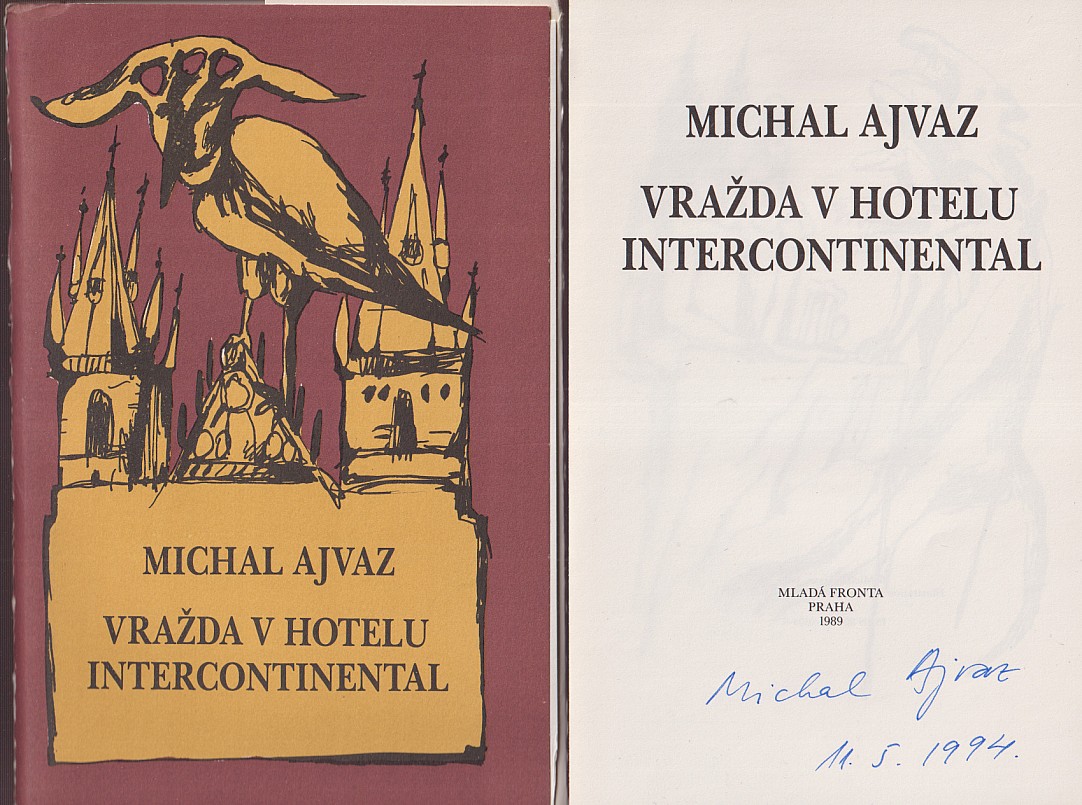 MICHAL AJVAZ
VRAŽDA V HOTELU
INTERCONTINENTAL
MICHAL AJVAZ
VRAŽDA V HOTELU
INTERCONTINENTAL
MLADÁ FRONTA
PRAHA
1989
Michal Ajvaz
11. 5. 1994.